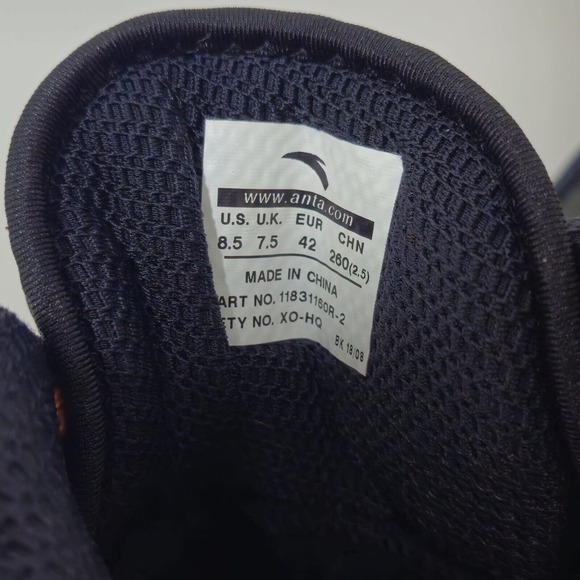 www.anta.com
U.S. U.K. EUR CHN
8.5 7.5 42 260(2.5)
MADE IN CHINA
ART NO. 11831160R-2
ETY NO. XO-HQ
BK 18/08